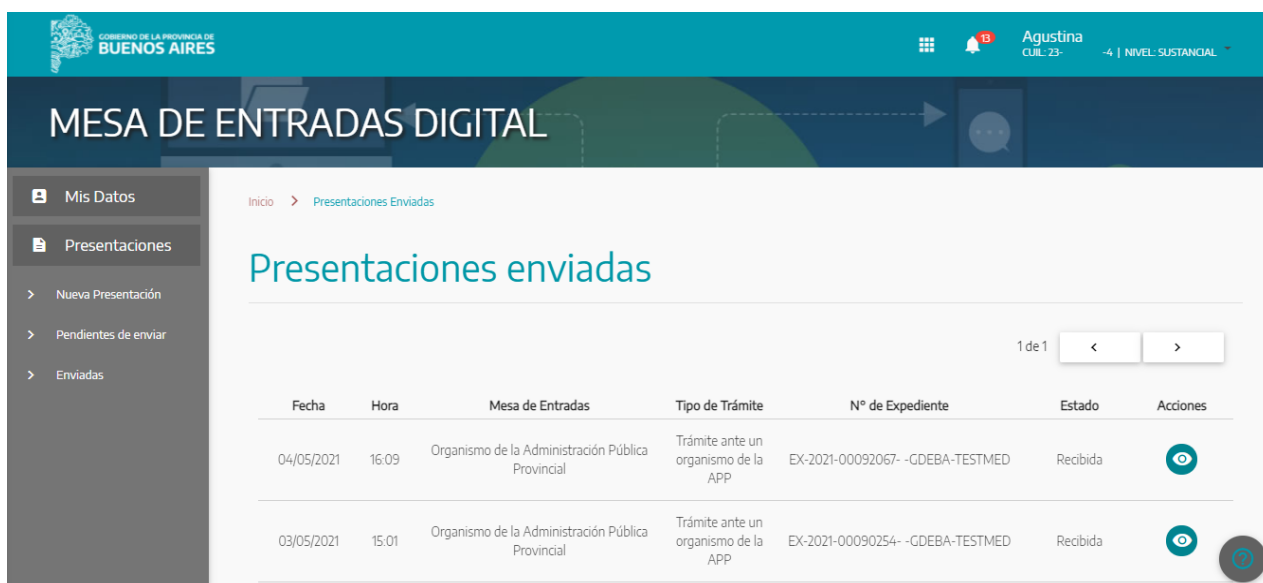 GOBIERNO DE LA PROVINCIA DE
BUENOS AIRES
13
Agustina
CUIL: 23- -4 | NIVEL: SUSTANCIAL
MESA DE ENTRADAS DIGITAL
Mis Datos
Presentaciones
Nueva Presentación
Pendientes de enviar
Enviadas
Inicio > Presentaciones Enviadas
Presentaciones enviadas
1 de 1 < >
Fecha Hora Mesa de Entradas Tipo de Trámite N° de Expediente Estado Acciones
04/05/2021 16:09 Organismo de la Administración Pública Provincial Trámite ante un organismo de la APP EX-2021-00092067- -GDEBA-TESTMED Recibida
03/05/2021 15:01 Organismo de la Administración Pública Provincial Trámite ante un organismo de la APP EX-2021-00090254- -GDEBA-TESTMED Recibida
?